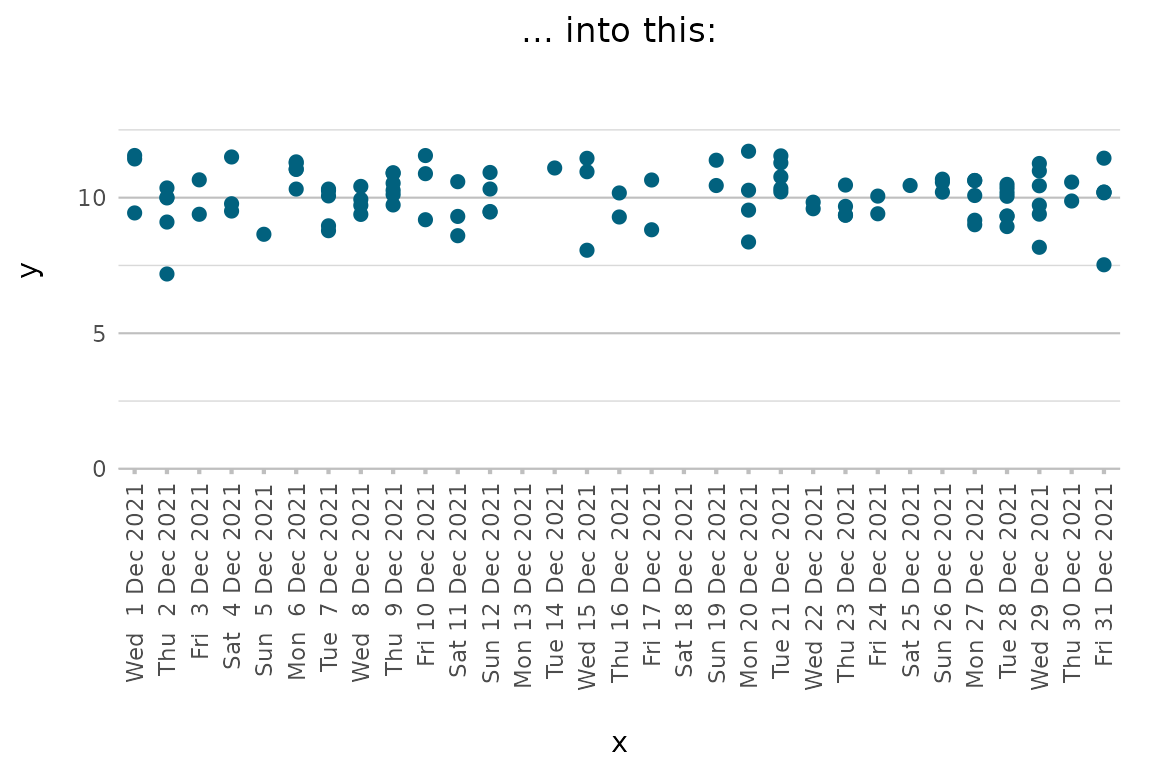 ... into this:
y
10
5
0
Wed  1 Dec 2021
Thu  2 Dec 2021
Fri  3 Dec 2021
Sat  4 Dec 2021
Sun  5 Dec 2021
Mon  6 Dec 2021
Tue  7 Dec 2021
Wed  8 Dec 2021
Thu  9 Dec 2021
Fri 10 Dec 2021
Sat 11 Dec 2021
Sun 12 Dec 2021
Mon 13 Dec 2021
Tue 14 Dec 2021
Wed 15 Dec 2021
Thu 16 Dec 2021
Fri 17 Dec 2021
Sat 18 Dec 2021
Sun 19 Dec 2021
Mon 20 Dec 2021
Tue 21 Dec 2021
Wed 22 Dec 2021
Thu 23 Dec 2021
Fri 24 Dec 2021
Sat 25 Dec 2021
Sun 26 Dec 2021
Mon 27 Dec 2021
Tue 28 Dec 2021
Wed 29 Dec 2021
Thu 30 Dec 2021
Fri 31 Dec 2021
x